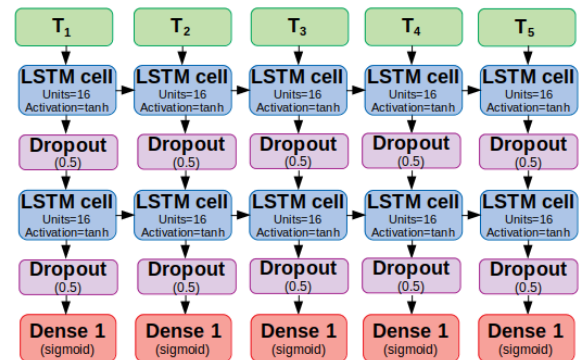 T1 T2 T3 T4 T5
LSTM cell LSTM cell LSTM cell LSTM cell LSTM cell
Units=16 Units=16 Units=16 Units=16 Units=16
Activation=tanh Activation=tanh Activation=tanh Activation=tanh Activation=tanh
Dropout Dropout Dropout Dropout Dropout
(0.5) (0.5) (0.5) (0.5) (0.5)
LSTM cell LSTM cell LSTM cell LSTM cell LSTM cell
Units=16 Units=16 Units=16 Units=16 Units=16
Activation=tanh Activation=tanh Activation=tanh Activation=tanh Activation=tanh
Dropout Dropout Dropout Dropout Dropout
(0.5) (0.5) (0.5) (0.5) (0.5)
Dense 1 Dense 1 Dense 1 Dense 1 Dense 1
(sigmoid) (sigmoid) (sigmoid) (sigmoid) (sigmoid)